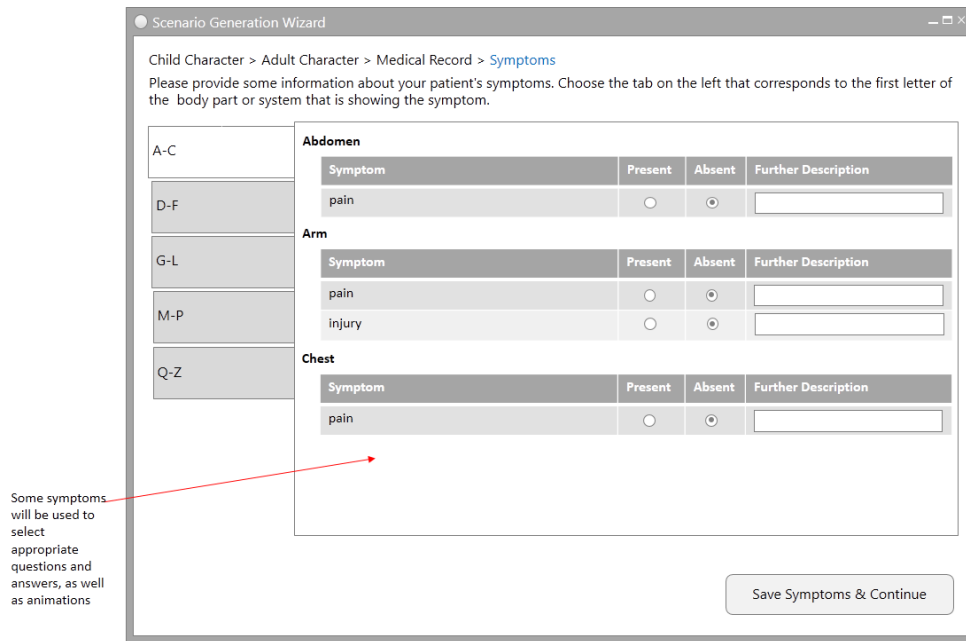 Scenario Generation Wizard
Child Character > Adult Character > Medical Record > Symptoms
Please provide some information about your patient's symptoms. Choose the tab on the left that corresponds to the first letter of
the body part or system that is showing the symptom.
A-C
D-F
G-L
M-P
Q-Z
Abdomen
Symptom Present Absent Further Description
pain
Arm
Symptom Present Absent Further Description
pain
injury
Chest
Symptom Present Absent Further Description
pain
Some symptoms
will be used to
select
appropriate
questions and
answers, as well
as animations
Save Symptoms & Continue